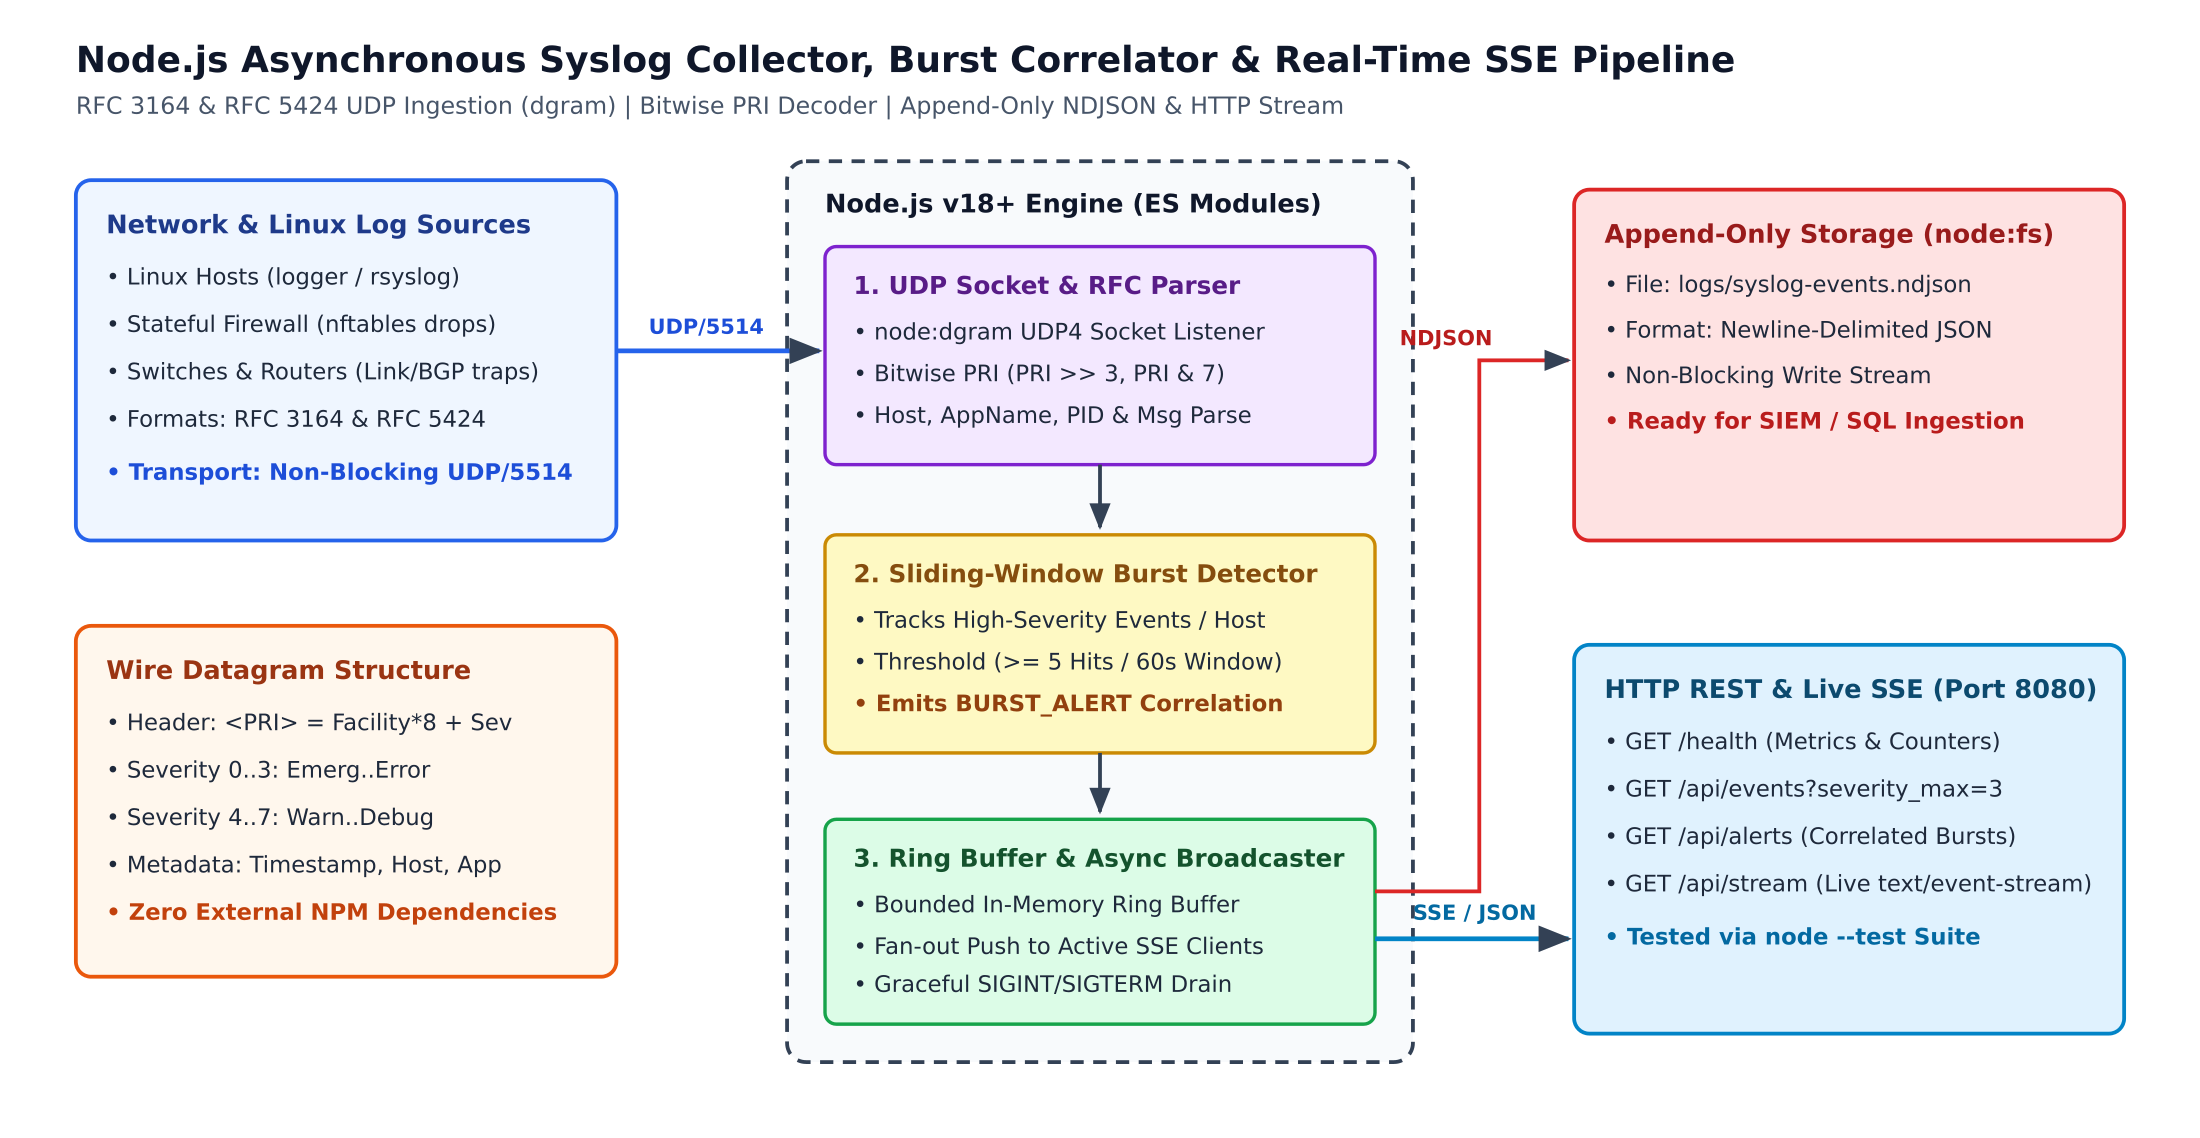 Node.js Asynchronous Syslog Collector, Burst Correlator & Real-Time SSE Pipeline
RFC 3164 & RFC 5424 UDP Ingestion (dgram) | Bitwise PRI Decoder | Append-Only NDJSON & HTTP Stream
Network & Linux Log Sources
• Linux Hosts (logger / rsyslog)
• Stateful Firewall (nftables drops)
• Switches & Routers (Link/BGP traps)
• Formats: RFC 3164 & RFC 5424
• Transport: Non-Blocking UDP/5514
Wire Datagram Structure
• Header: <PRI> = Facility*8 + Sev
• Severity 0..3: Emerg..Error
• Severity 4..7: Warn..Debug
• Metadata: Timestamp, Host, App
• Zero External NPM Dependencies
UDP/5514
Node.js v18+ Engine (ES Modules)
1. UDP Socket & RFC Parser
• node:dgram UDP4 Socket Listener
• Bitwise PRI (PRI >> 3, PRI & 7)
• Host, AppName, PID & Msg Parse
2. Sliding-Window Burst Detector
• Tracks High-Severity Events / Host
• Threshold (>= 5 Hits / 60s Window)
• Emits BURST_ALERT Correlation
3. Ring Buffer & Async Broadcaster
• Bounded In-Memory Ring Buffer
• Fan-out Push to Active SSE Clients
• Graceful SIGINT/SIGTERM Drain
NDJSON
SSE / JSON
Append-Only Storage (node:fs)
• File: logs/syslog-events.ndjson
• Format: Newline-Delimited JSON
• Non-Blocking Write Stream
• Ready for SIEM / SQL Ingestion
HTTP REST & Live SSE (Port 8080)
• GET /health (Metrics & Counters)
• GET /api/events?severity_max=3
• GET /api/alerts (Correlated Bursts)
• GET /api/stream (Live text/event-stream)
• Tested via node --test Suite